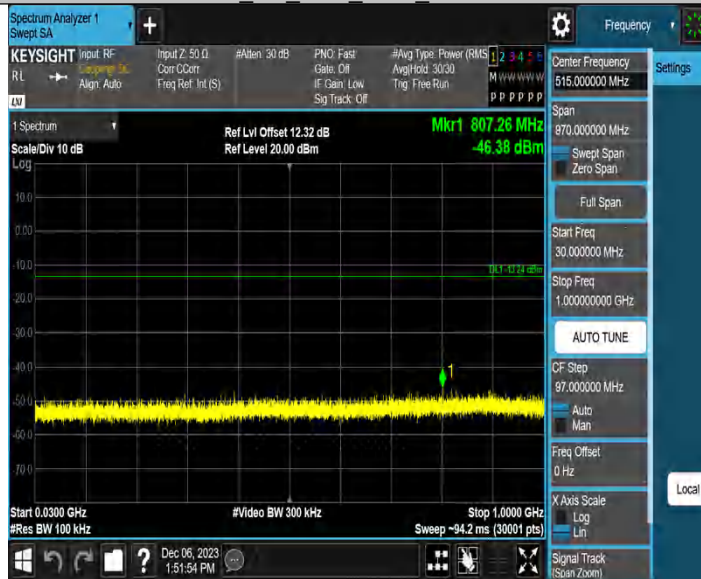 Spectrum Analyzer 1
Swept SA
+
Frequency
KEYSIGHT
Input: RF
Coupling: DC
Align: Auto
Input Z: 50 Ω
Corr CCorr
Freq Ref: Int (S)
#Atten: 30 dB
PNO: Fast
Gate: Off
IF Gain: Low
Sig Track: Off
#Avg Type: Power (RMS
Avg|Hold: 30/30
Trig: Free Run
1 2 3 4 5 6
M W W W W W
P P P P P P
RL
LXI
1 Spectrum
Scale/Div 10 dB
Ref Lvl Offset 12.32 dB
Ref Level 20.00 dBm
Mkr1 807.26 MHz
-46.38 dBm
Log
10.0
0.00
-10.0
DL1 -13.24 dBm
-20.0
-30.0
-40.0
1
-50.0
-60.0
-70.0
Start 0.0300 GHz
#Res BW 100 kHz
#Video BW 300 kHz
Stop 1.0000 GHz
Sweep ~94.2 ms (30001 pts)
?
Dec 06, 2023
1:51:54 PM
Center Frequency
515.000000 MHz
Settings
Span
970.000000 MHz
Swept Span
Zero Span
Full Span
Start Freq
30.000000 MHz
Stop Freq
1.000000000 GHz
AUTO TUNE
CF Step
97.000000 MHz
Auto
Man
Freq Offset
0 Hz
X Axis Scale
Log
Lin
Local
Signal Track
(Span Zoom)